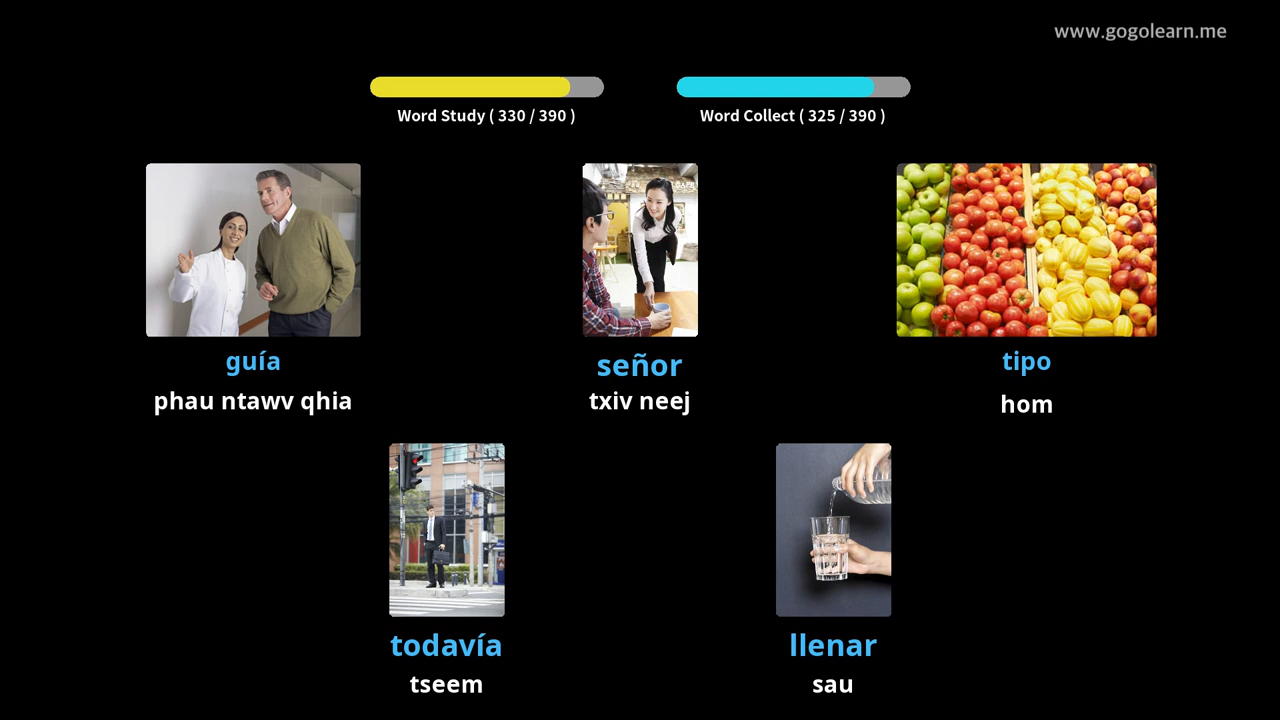 www.gogolearn.me
Word Study ( 330 / 390 )
Word Collect ( 325 / 390 )
guía
phau ntawv qhia
señor
txiv neej
tipo
hom
todavía
tseem
llenar
sau